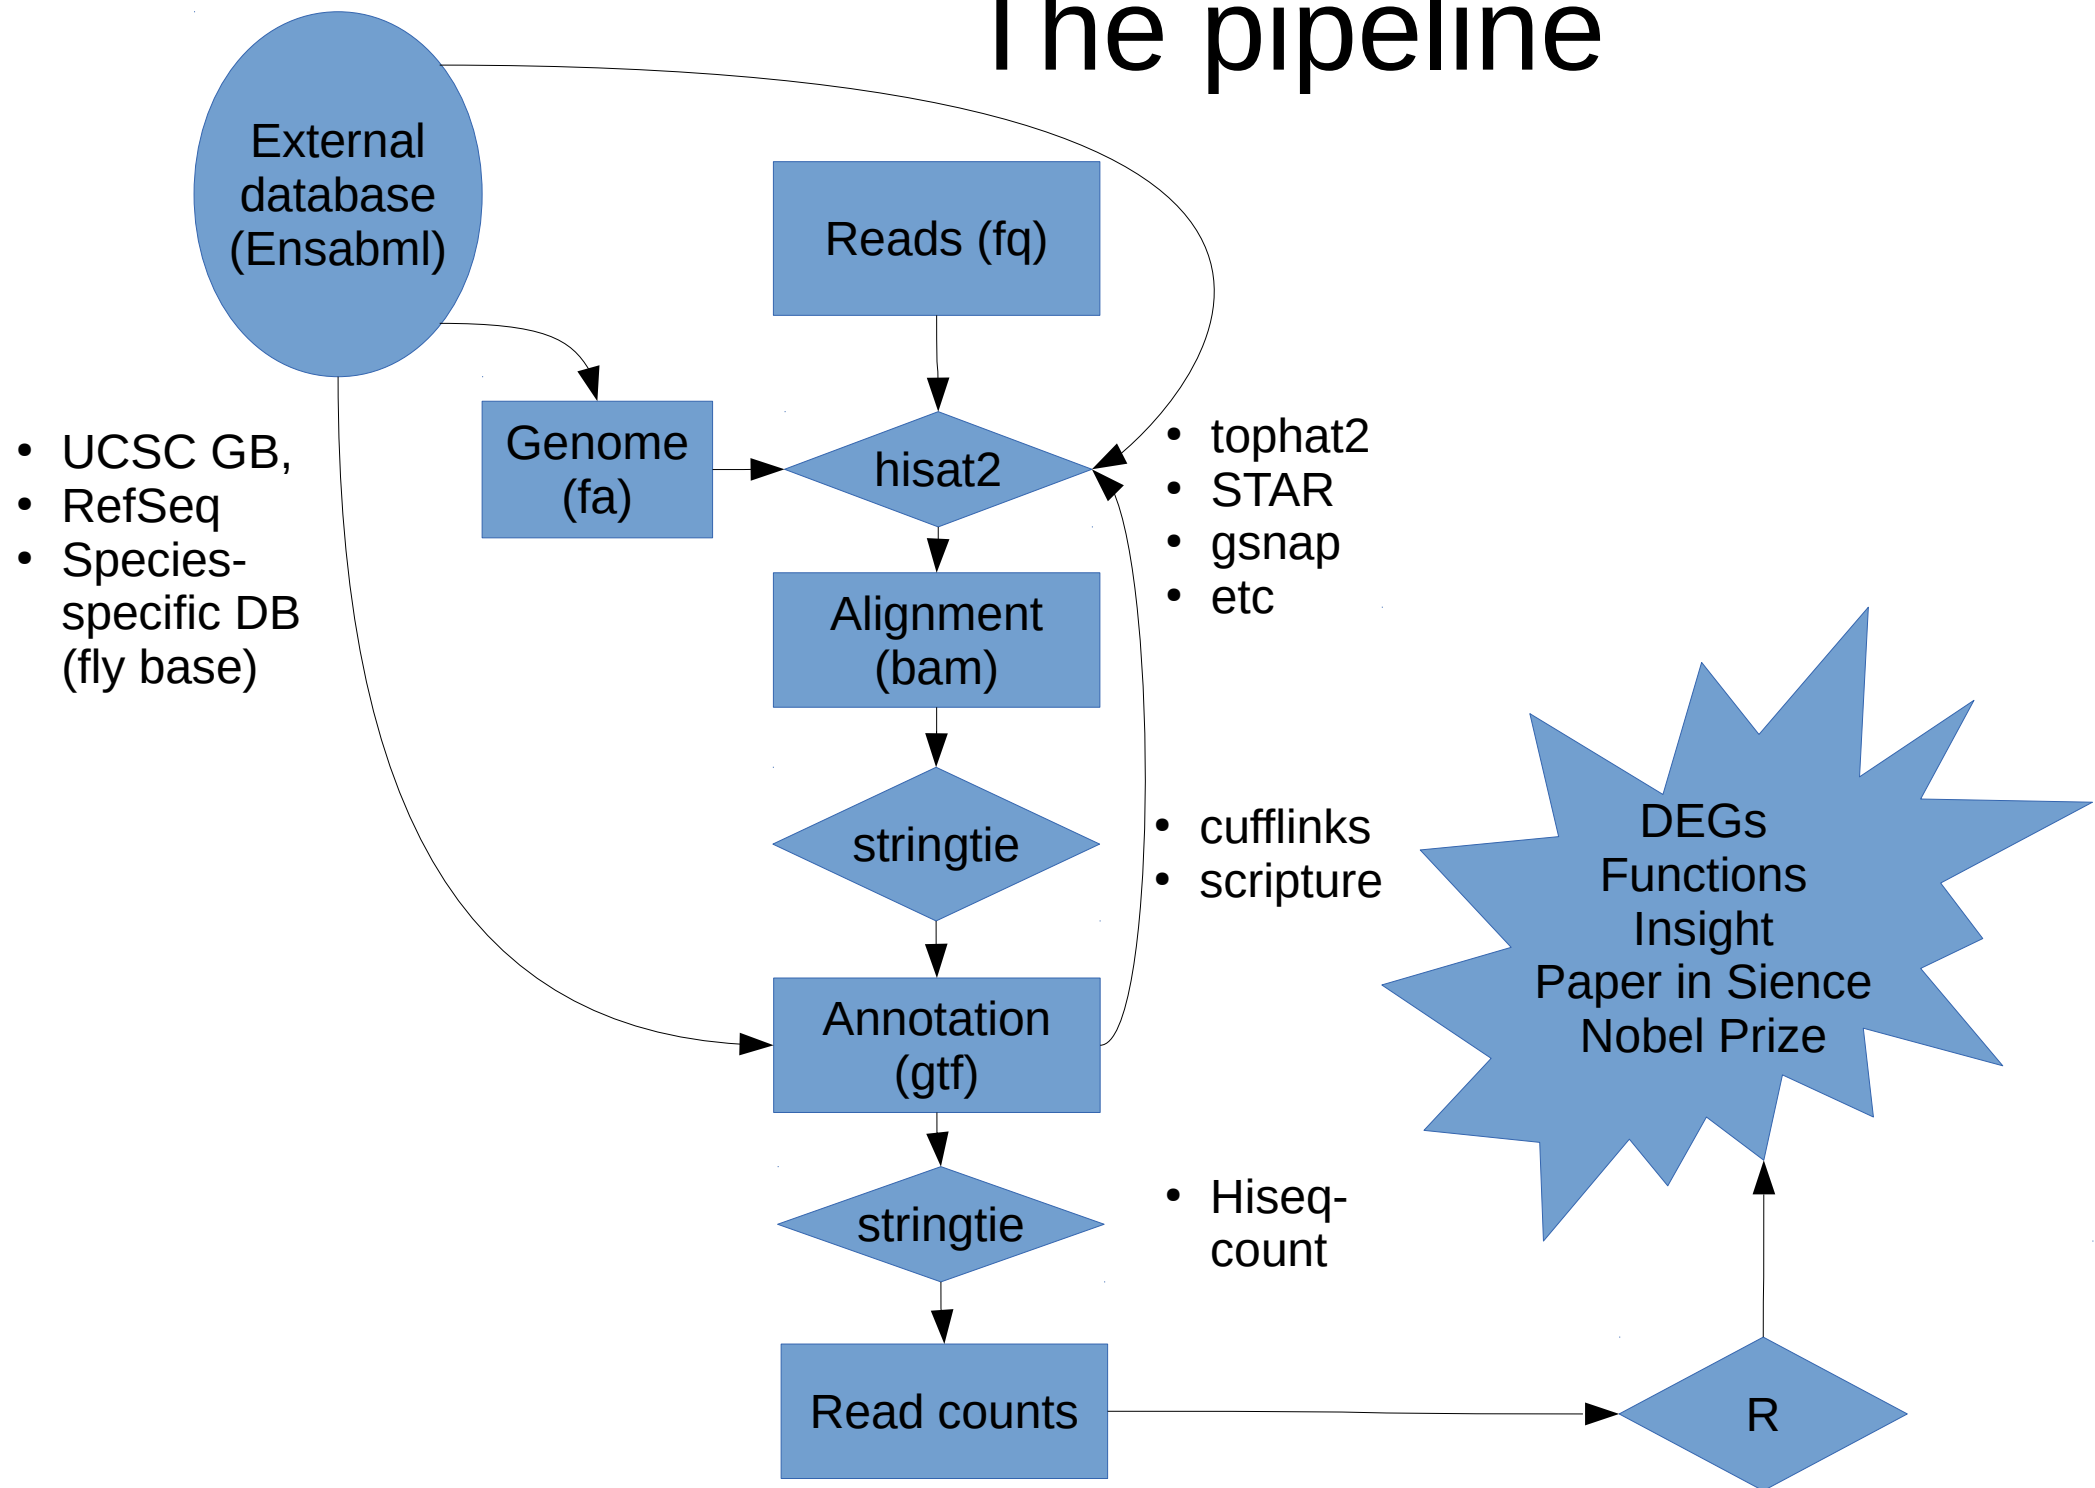 The pipeline
External
database
(Ensabml)
Reads (fq)
Genome
(fa)
hisat2
• UCSC GB,
• RefSeq
• Species-
specific DB
(fly base)
• tophat2
• STAR
• gsnap
• etc
Alignment
(bam)
stringtie
• cufflinks
• scripture
Annotation
(gtf)
stringtie
• Hiseq-
count
Read counts
R
DEGs
Functions
Insight
Paper in Sience
Nobel Prize